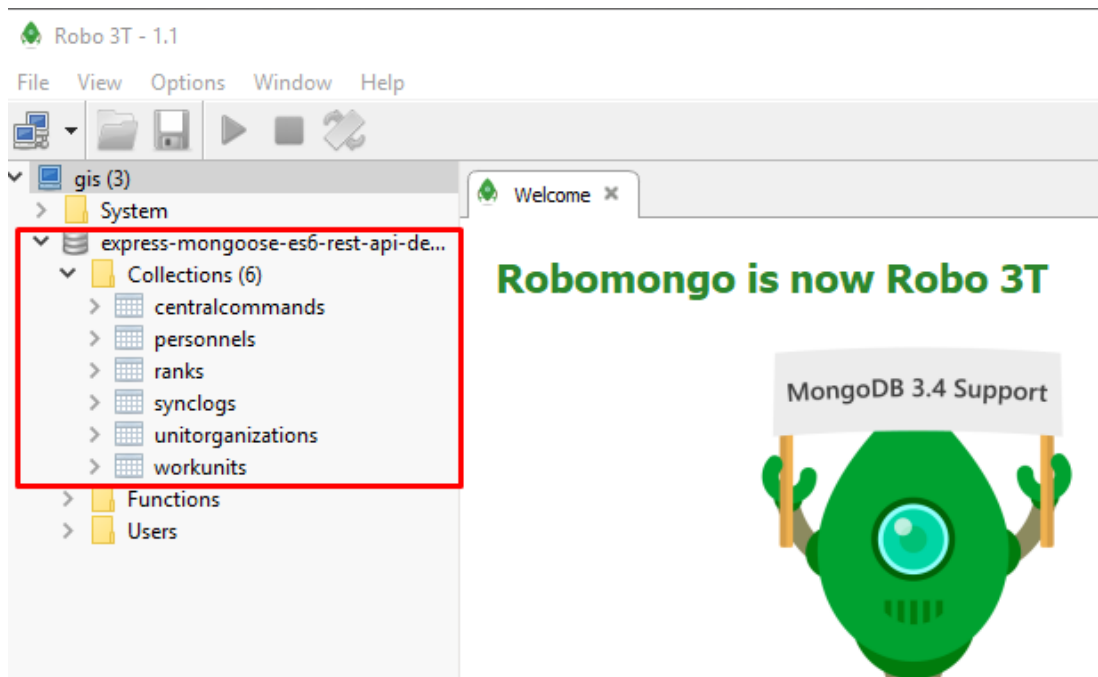 Robo 3T - 1.1
File View Options Window Help
gis (3)
System
express-mongoose-es6-rest-api-de...
Collections (6)
centralcommands
personnels
ranks
synclogs
unitorganizations
workunits
Functions
Users
Welcome
Robomongo is now Robo 3T
MongoDB 3.4 Support